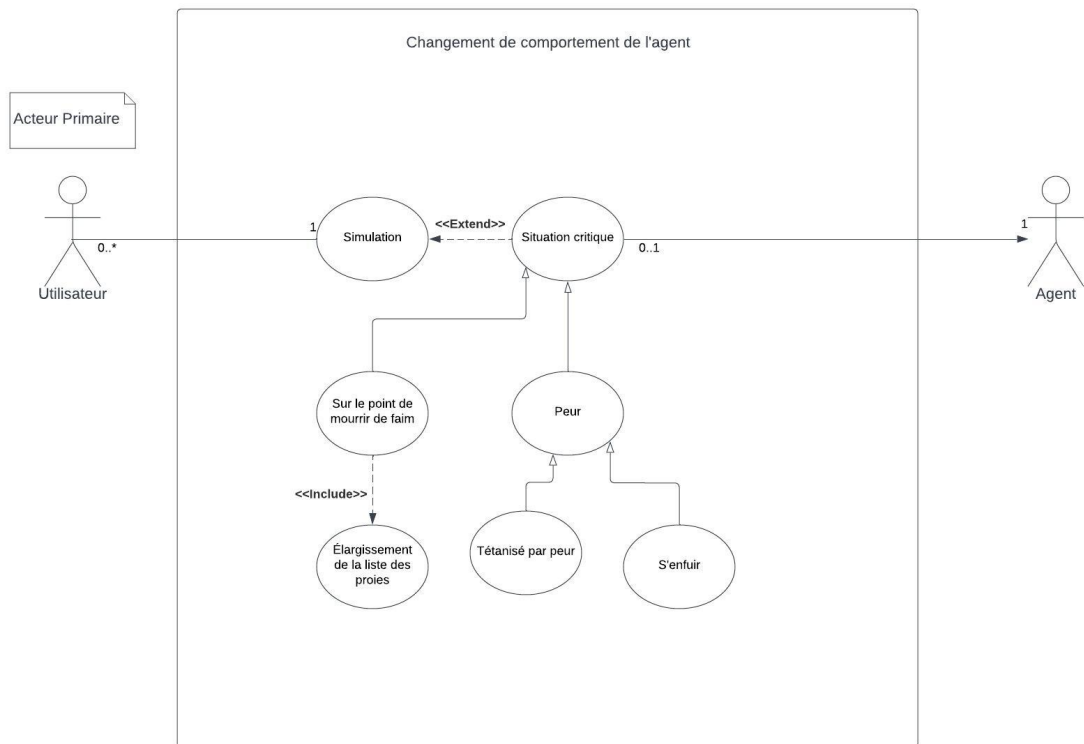 Changement de comportement de l'agent
Acteur Primaire
Simulation
<<Extend>>
Situation critique
1
0..*
0..1
1
Utilisateur
Agent
Sur le point de
mourrir de faim
Peur
<<Include>>
Élargissement
de la liste des
proies
Tétanisé par peur
S'enfuir